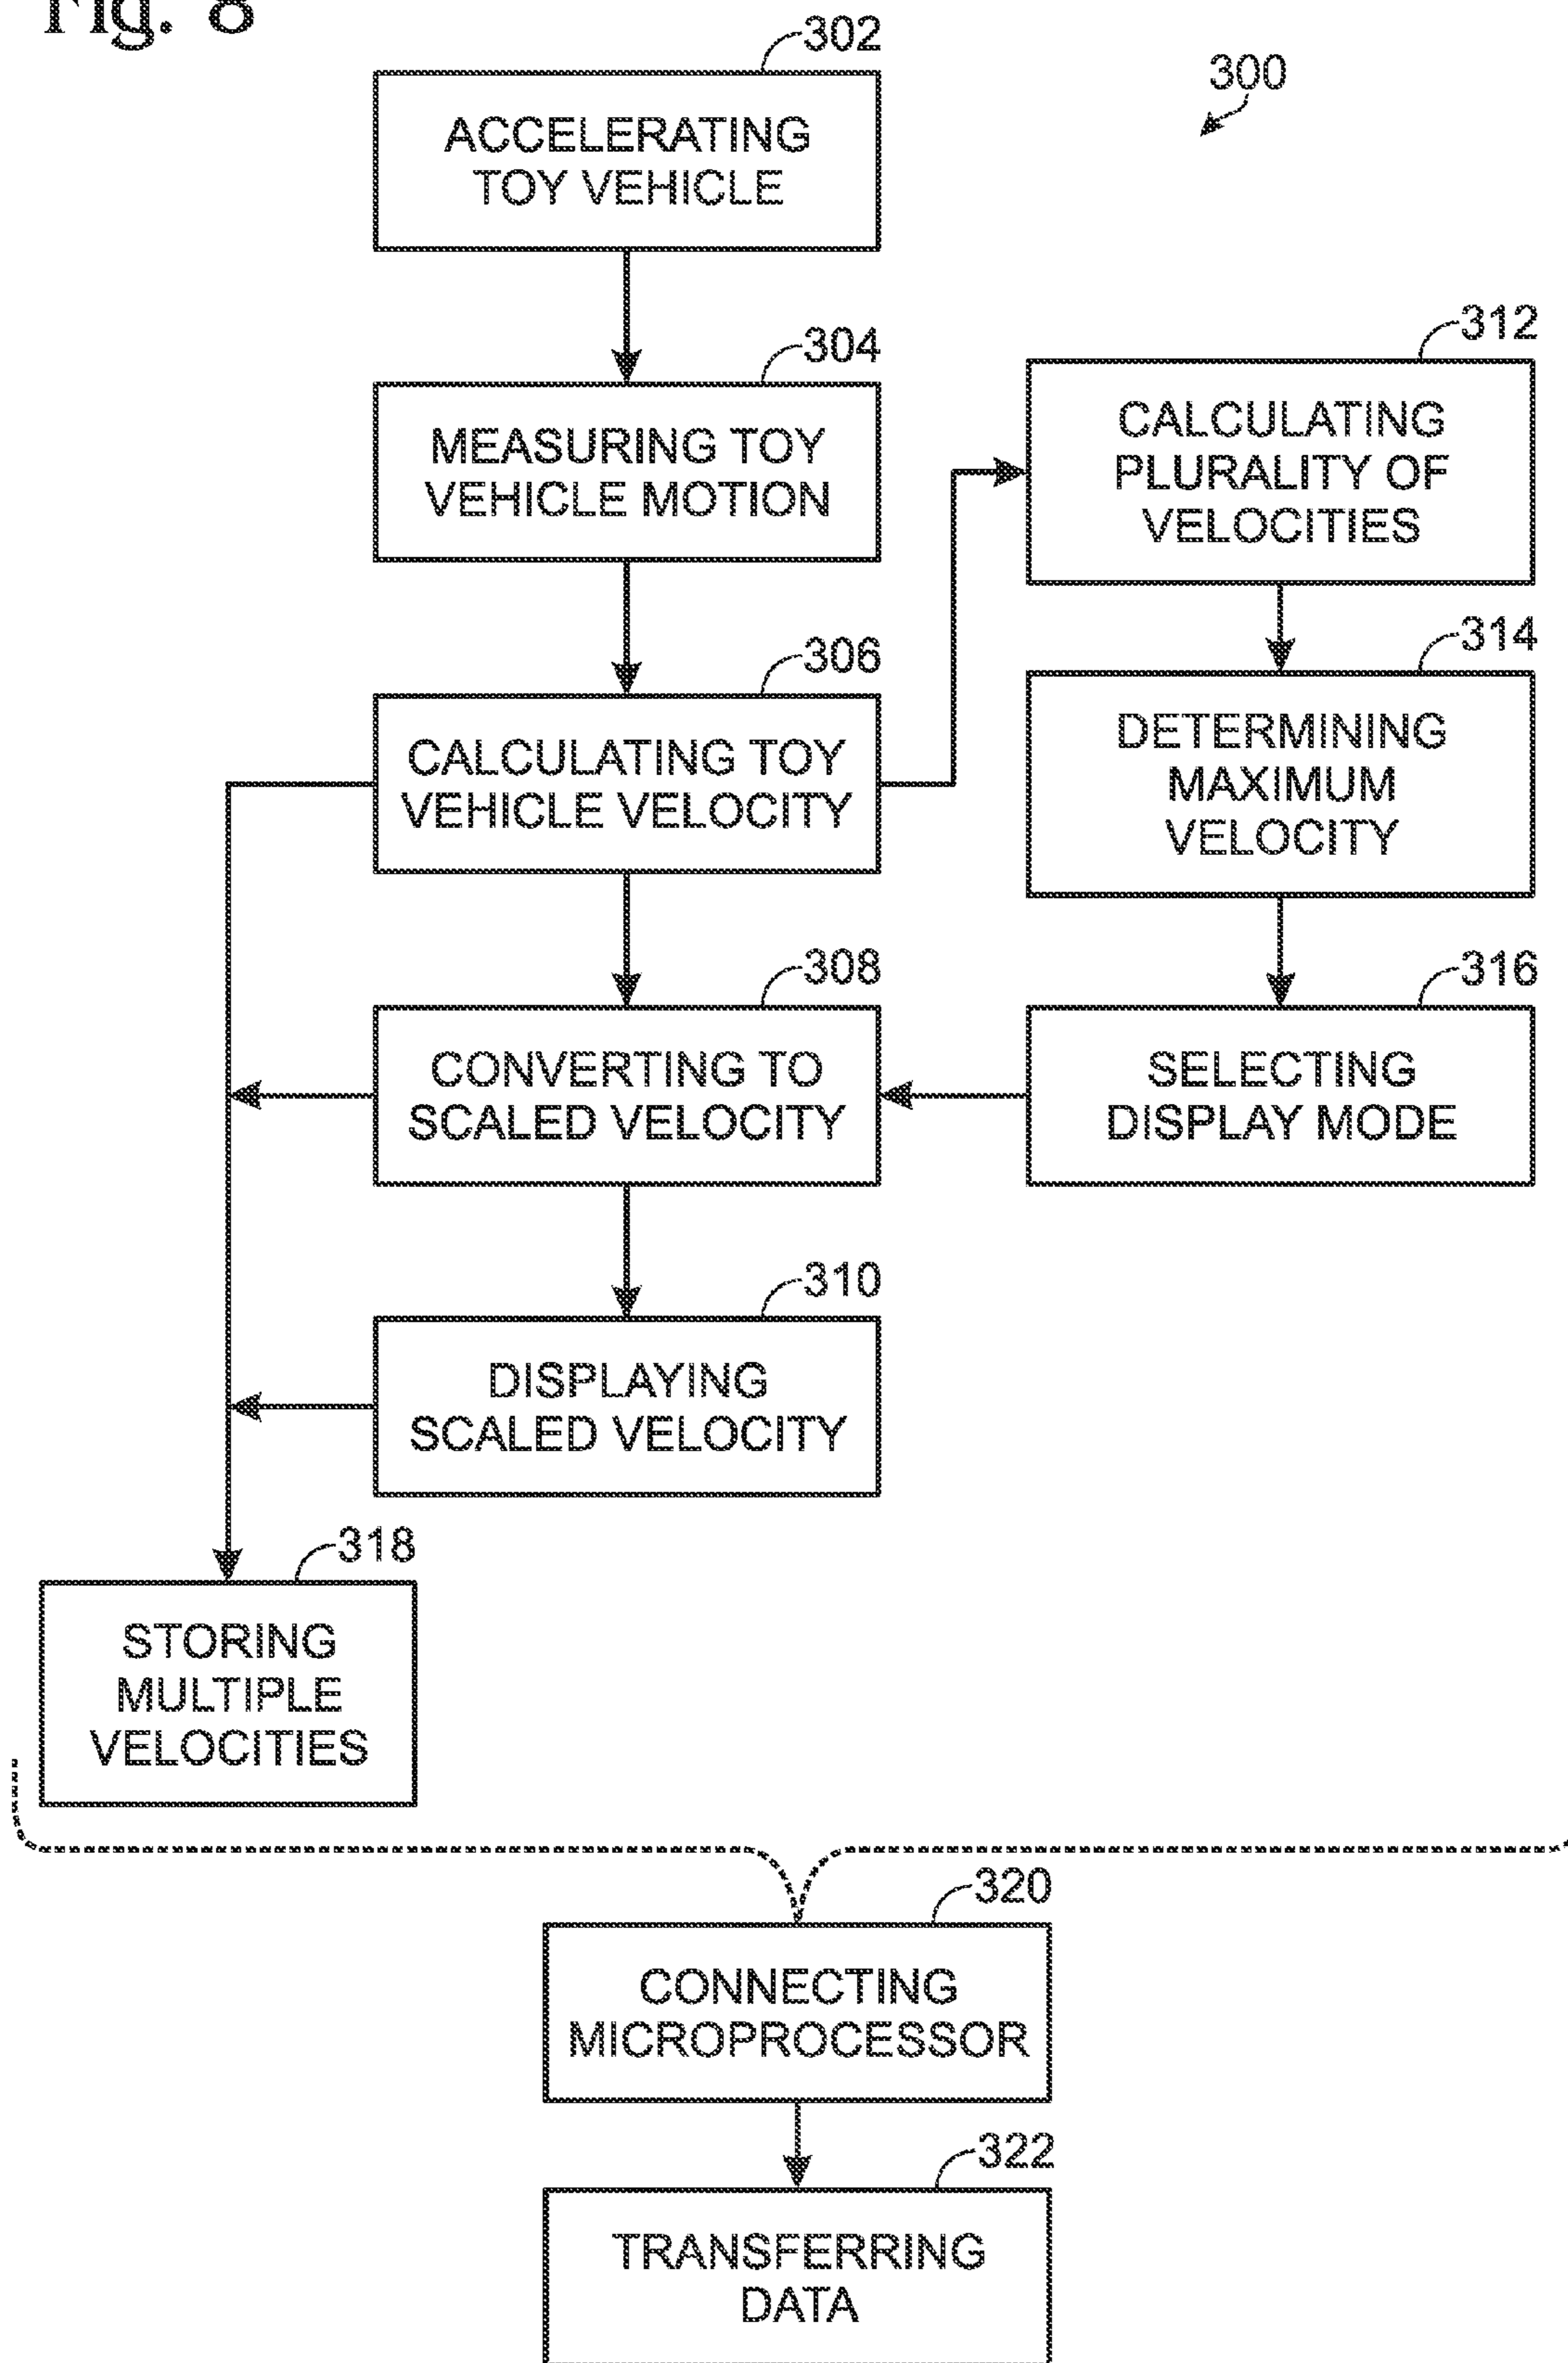 Fig. 8
300
302
ACCELERATING
TOY VEHICLE
304
MEASURING TOY
VEHICLE MOTION
306
CALCULATING TOY
VEHICLE VELOCITY
308
CONVERTING TO
SCALED VELOCITY
310
DISPLAYING
SCALED VELOCITY
312
CALCULATING
PLURALITY OF
VELOCITIES
314
DETERMINING
MAXIMUM
VELOCITY
316
SELECTING
DISPLAY MODE
318
STORING
MULTIPLE
VELOCITIES
320
CONNECTING
MICROPROCESSOR
322
TRANSFERRING
DATA